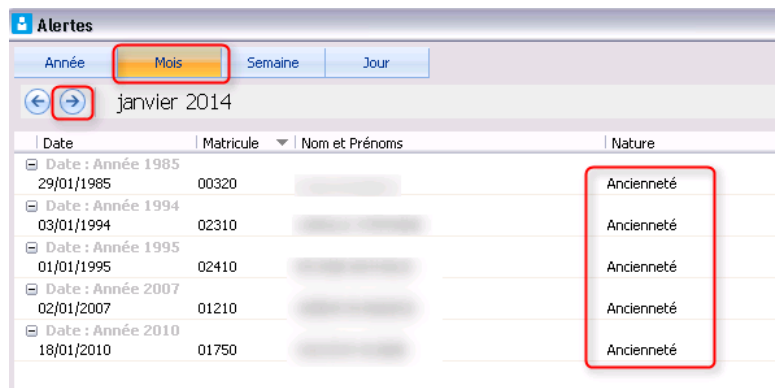 Alertes
Année Mois Semaine Jour
janvier 2014
Date Matricule Nom et Prénoms Nature
Date : Année 1985
29/01/1985 00320 Ancienneté
Date : Année 1994
03/01/1994 02310 Ancienneté
Date : Année 1995
01/01/1995 02410 Ancienneté
Date : Année 2007
02/01/2007 01210 Ancienneté
Date : Année 2010
18/01/2010 01750 Ancienneté